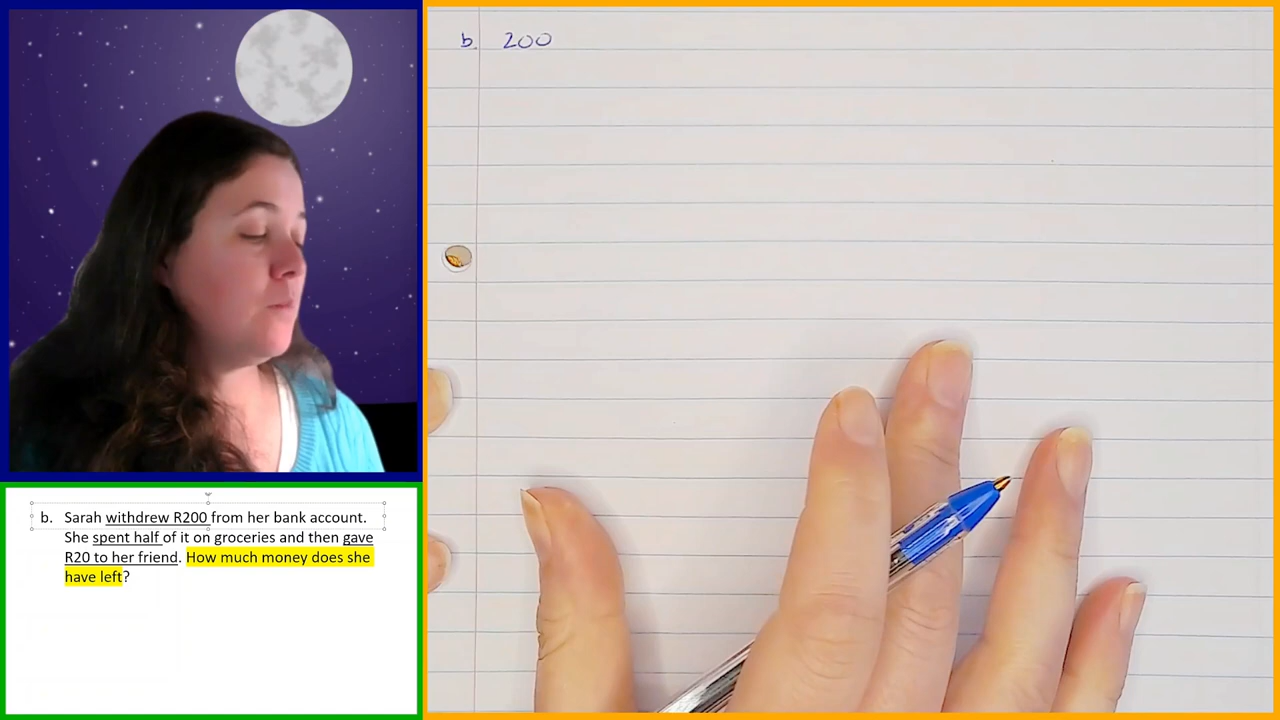 b. 200
b. Sarah withdrew R200 from her bank account.
She spent half of it on groceries and then gave
R20 to her friend. How much money does she
have left?